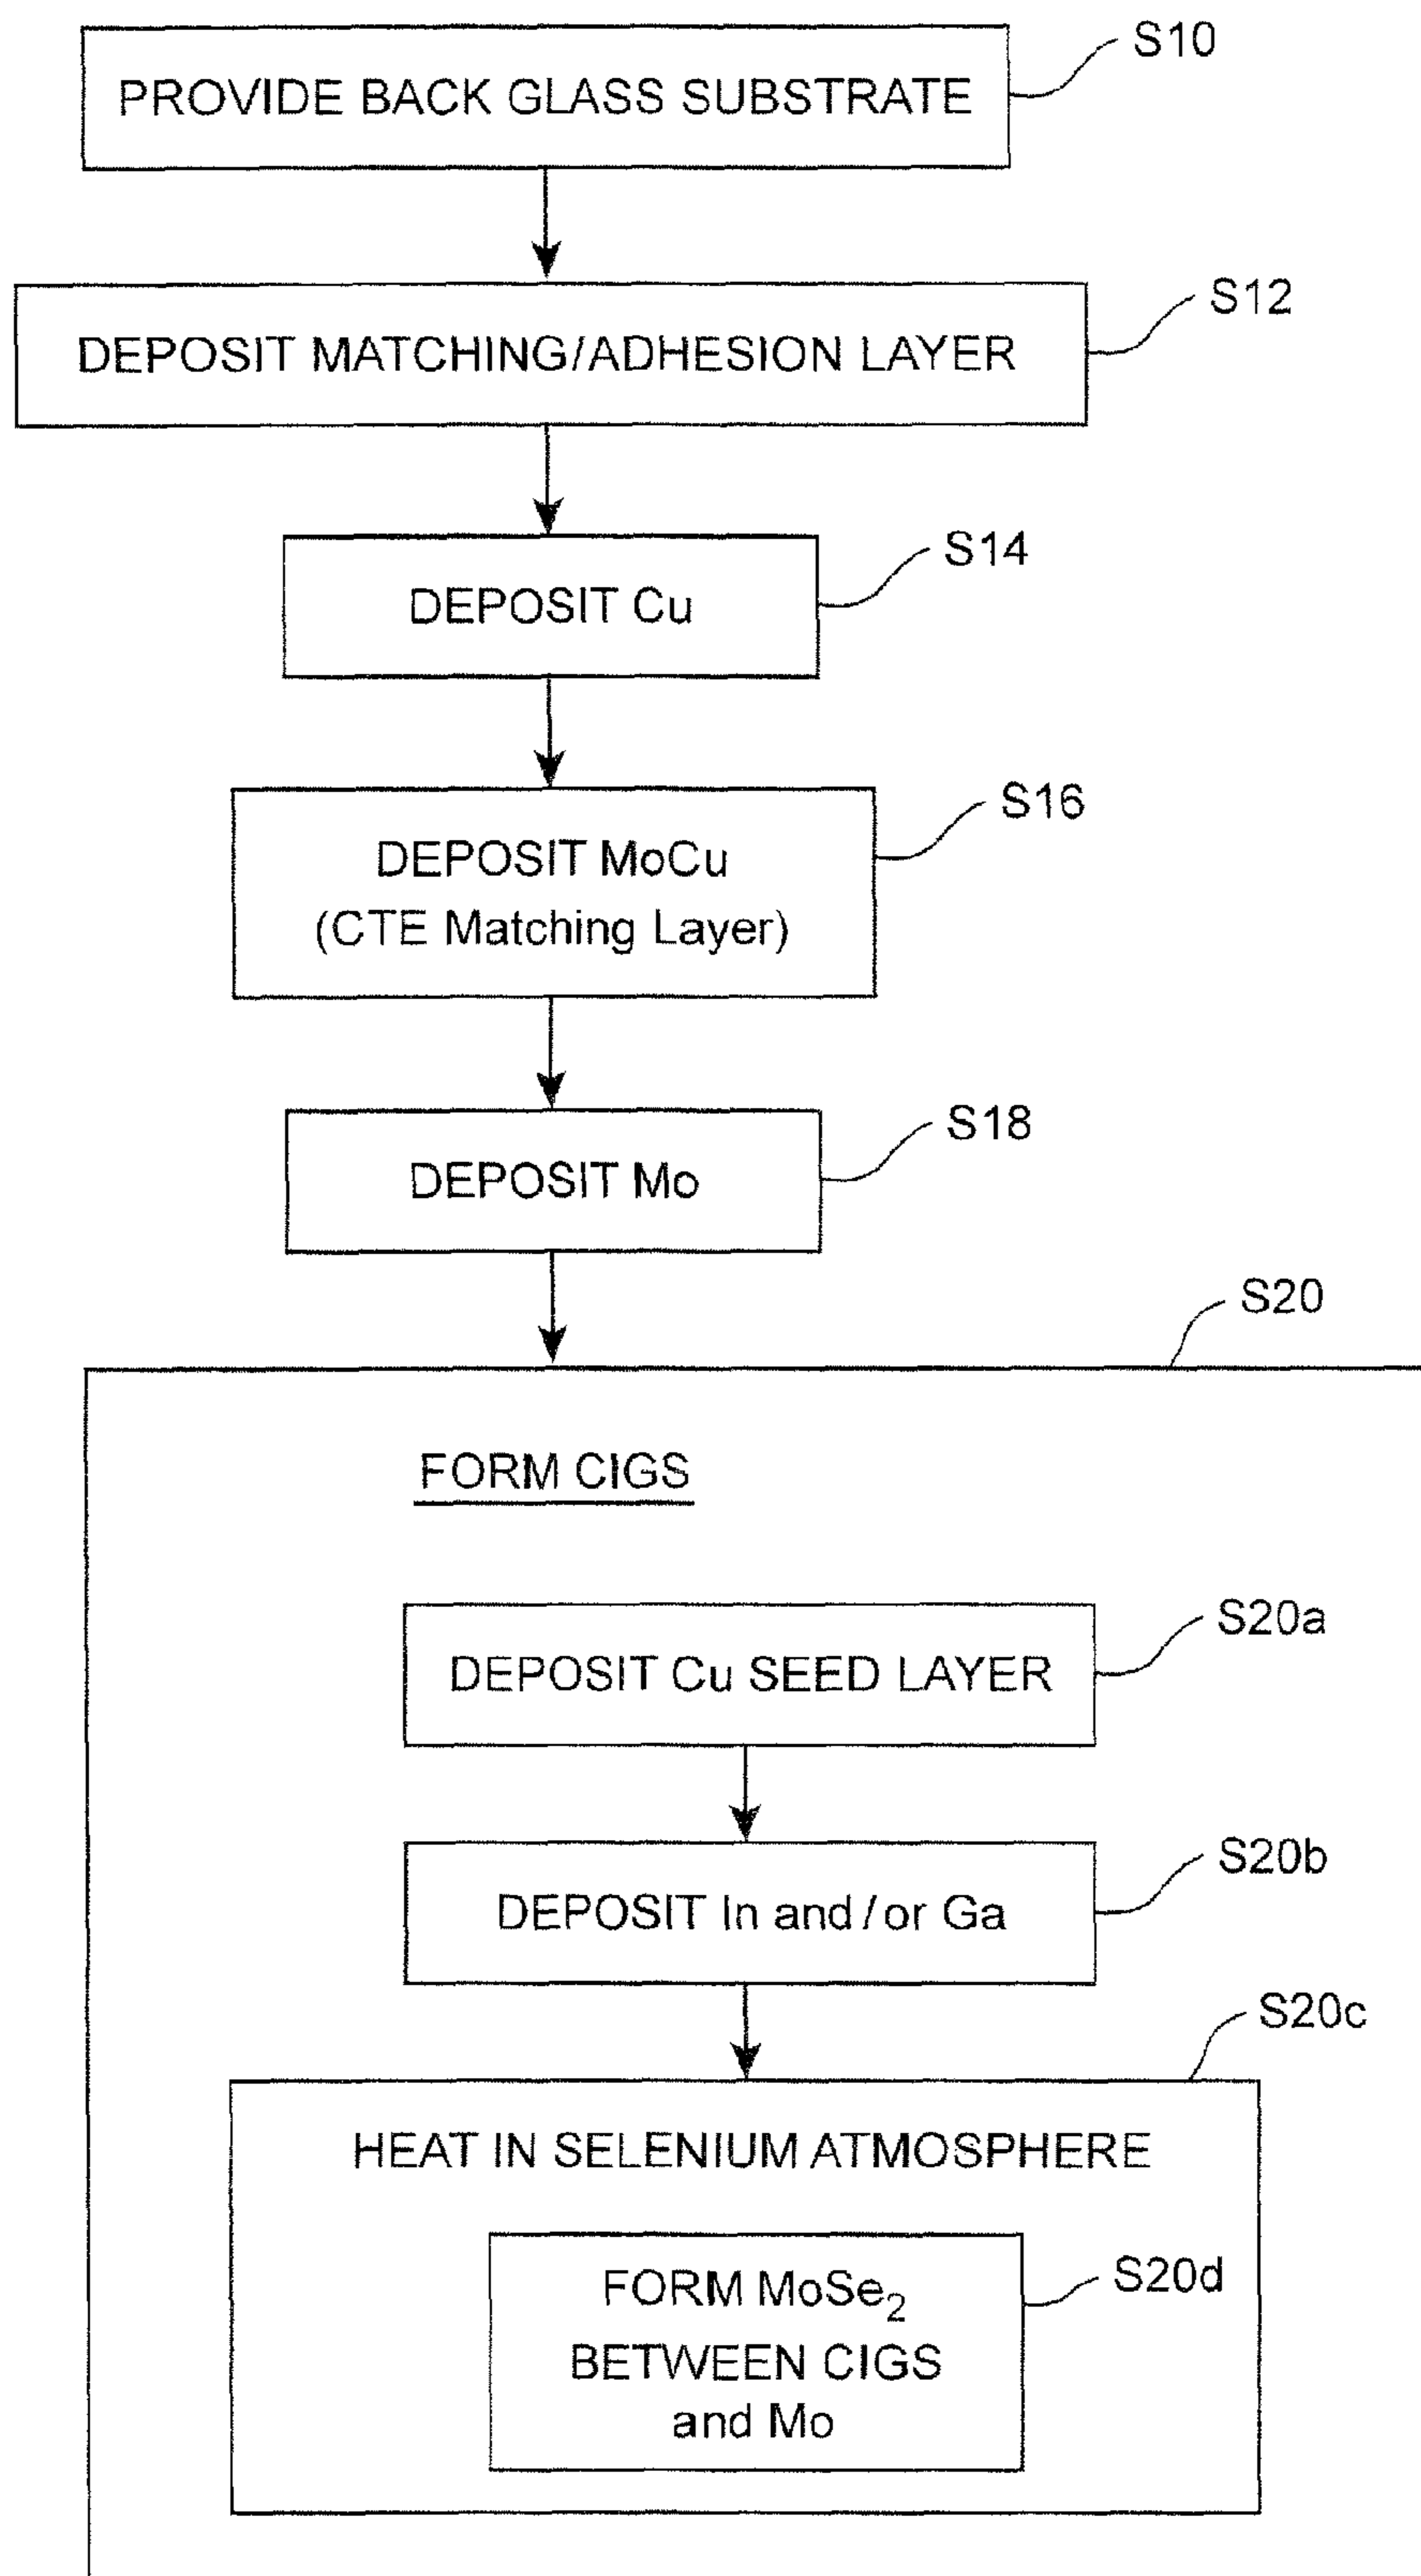 S10
PROVIDE BACK GLASS SUBSTRATE
S12
DEPOSIT MATCHING/ADHESION LAYER
S14
DEPOSIT Cu
S16
DEPOSIT MoCu
(CTE Matching Layer)
S18
DEPOSIT Mo
S20
FORM CIGS
S20a
DEPOSIT Cu SEED LAYER
S20b
DEPOSIT In and/or Ga
S20c
HEAT IN SELENIUM ATMOSPHERE
S20d
FORM MoSe₂
BETWEEN CIGS
and Mo